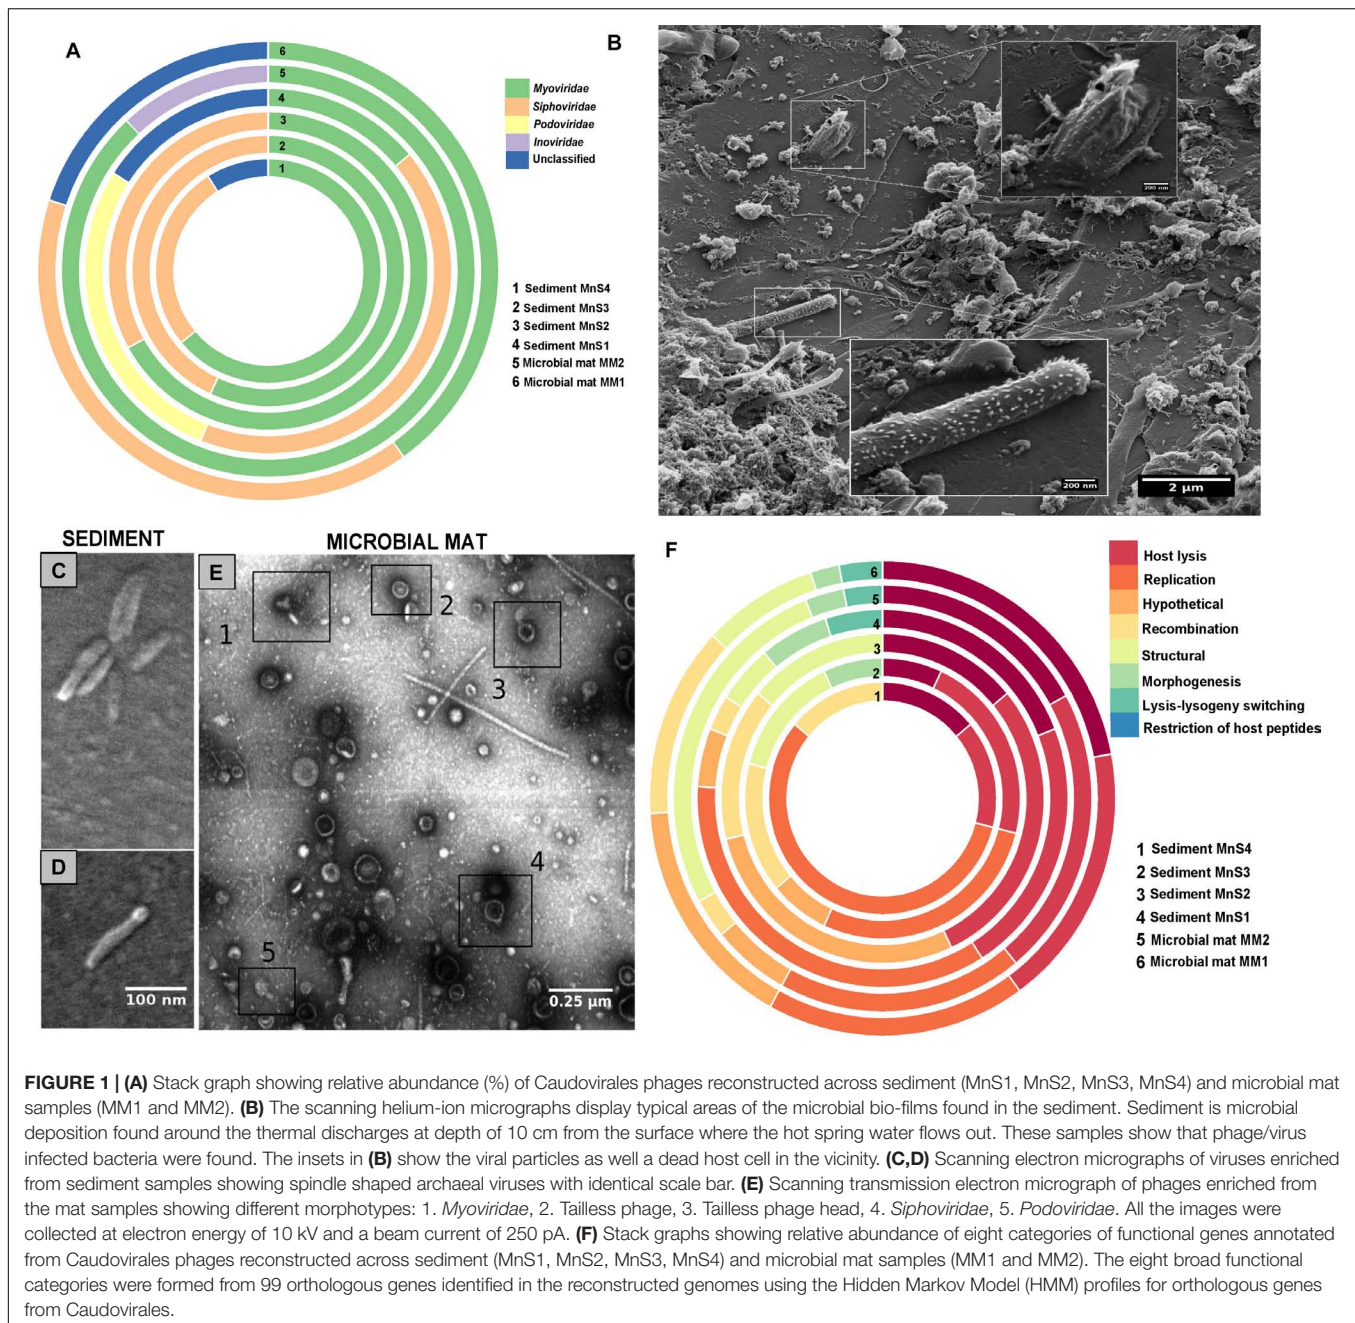 A
6
5
4
3
2
1
Myoviridae
Siphoviridae
Podoviridae
Inoviridae
Unclassified
1 Sediment MnS4
2 Sediment MnS3
3 Sediment MnS2
4 Sediment MnS1
5 Microbial mat MM2
6 Microbial mat MM1
B
200 nm
200 nm
2 µm
SEDIMENT
C
D
100 nm
MICROBIAL MAT
E
1
2
3
4
5
0.25 µm
F
6
5
4
3
2
1
Host lysis
Replication
Hypothetical
Recombination
Structural
Morphogenesis
Lysis-lysogeny switching
Restriction of host peptides
1 Sediment MnS4
2 Sediment MnS3
3 Sediment MnS2
4 Sediment MnS1
5 Microbial mat MM2
6 Microbial mat MM1
FIGURE 1 | (A) Stack graph showing relative abundance (%) of Caudovirales phages reconstructed across sediment (MnS1, MnS2, MnS3, MnS4) and microbial mat
samples (MM1 and MM2). (B) The scanning helium-ion micrographs display typical areas of the microbial bio-films found in the sediment. Sediment is microbial
deposition found around the thermal discharges at depth of 10 cm from the surface where the hot spring water flows out. These samples show that phage/virus
infected bacteria were found. The insets in (B) show the viral particles as well a dead host cell in the vicinity. (C,D) Scanning electron micrographs of viruses enriched
from sediment samples showing spindle shaped archaeal viruses with identical scale bar. (E) Scanning transmission electron micrograph of phages enriched from
the mat samples showing different morphotypes: 1. Myoviridae, 2. Tailless phage, 3. Tailless phage head, 4. Siphoviridae, 5. Podoviridae. All the images were
collected at electron energy of 10 kV and a beam current of 250 pA. (F) Stack graphs showing relative abundance of eight categories of functional genes annotated
from Caudovirales phages reconstructed across sediment (MnS1, MnS2, MnS3, MnS4) and microbial mat samples (MM1 and MM2). The eight broad functional
categories were formed from 99 orthologous genes identified in the reconstructed genomes using the Hidden Markov Model (HMM) profiles for orthologous genes
from Caudovirales.